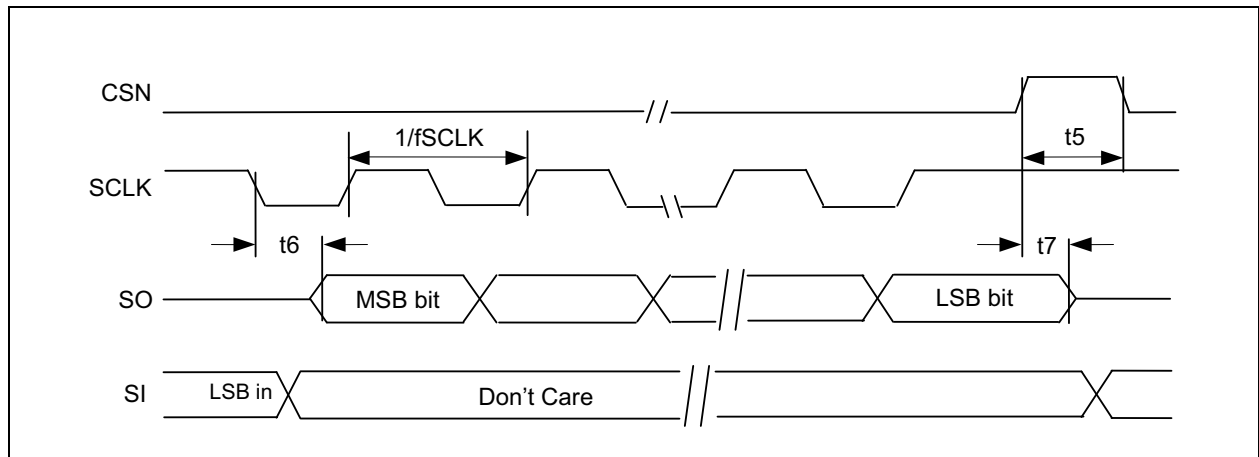 CSN
1/fSCLK
t5
SCLK
t6
t7
SO
MSB bit
LSB bit
SI
LSB in
Don't Care